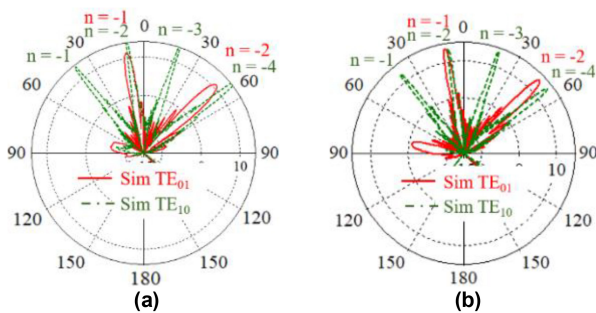 n = -1
0
n = -2
n = -3
30
30
n = -1
n = -2
n = -4
60
60
90
90
10
Sim TE01
Sim TE10
120
120
150
150
180
(a)
n = -1
0
n = -2
n = -3
30
30
n = -1
n = -2
n = -4
60
60
90
90
10
Sim TE01
Sim TE10
120
120
150
150
180
(b)